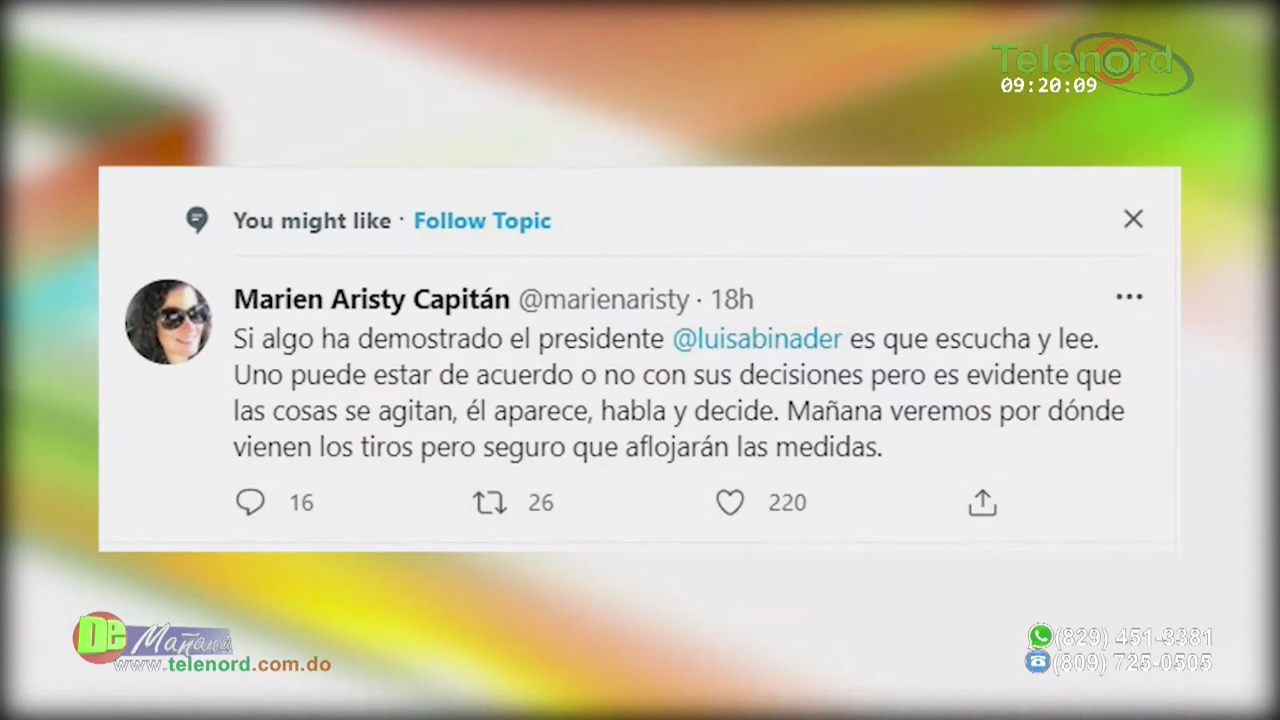 Telenord
09:20:09
You might like · Follow Topic
Marien Aristy Capitán @marienaristy · 18h
Si algo ha demostrado el presidente @luisabinader es que escucha y lee.
Uno puede estar de acuerdo o no con sus decisiones pero es evidente que
las cosas se agitan, él aparece, habla y decide. Mañana veremos por dónde
vienen los tiros pero seguro que aflojarán las medidas.
16 26 220
De Mañana
www.telenord.com.do
(829) 451-3381
(809) 725-0505